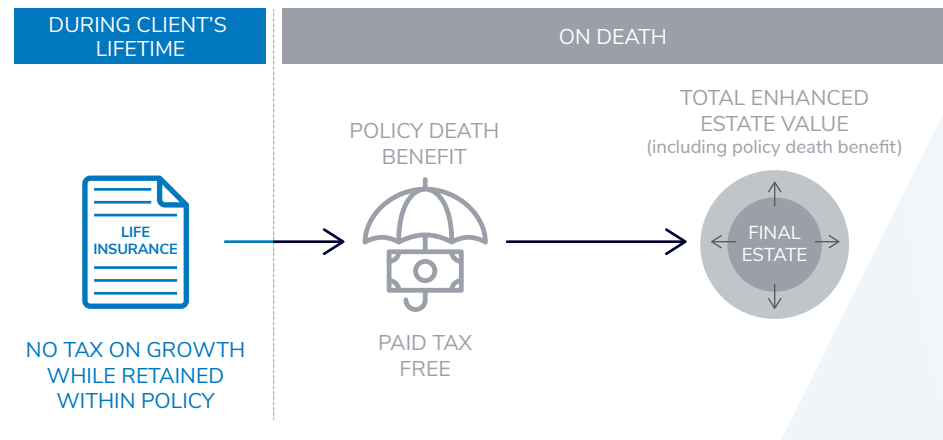 DURING CLIENT’S
LIFETIME
ON DEATH
LIFE
INSURANCE
NO TAX ON GROWTH
WHILE RETAINED
WITHIN POLICY
POLICY DEATH
BENEFIT
PAID TAX
FREE
TOTAL ENHANCED
ESTATE VALUE
(including policy death benefit)
FINAL
ESTATE